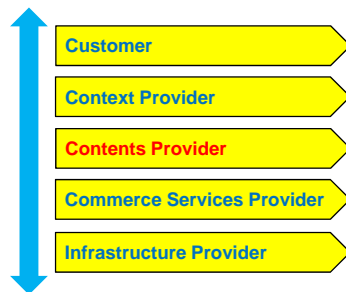 Customer
Context Provider
Contents Provider
Commerce Services Provider
Infrastructure Provider